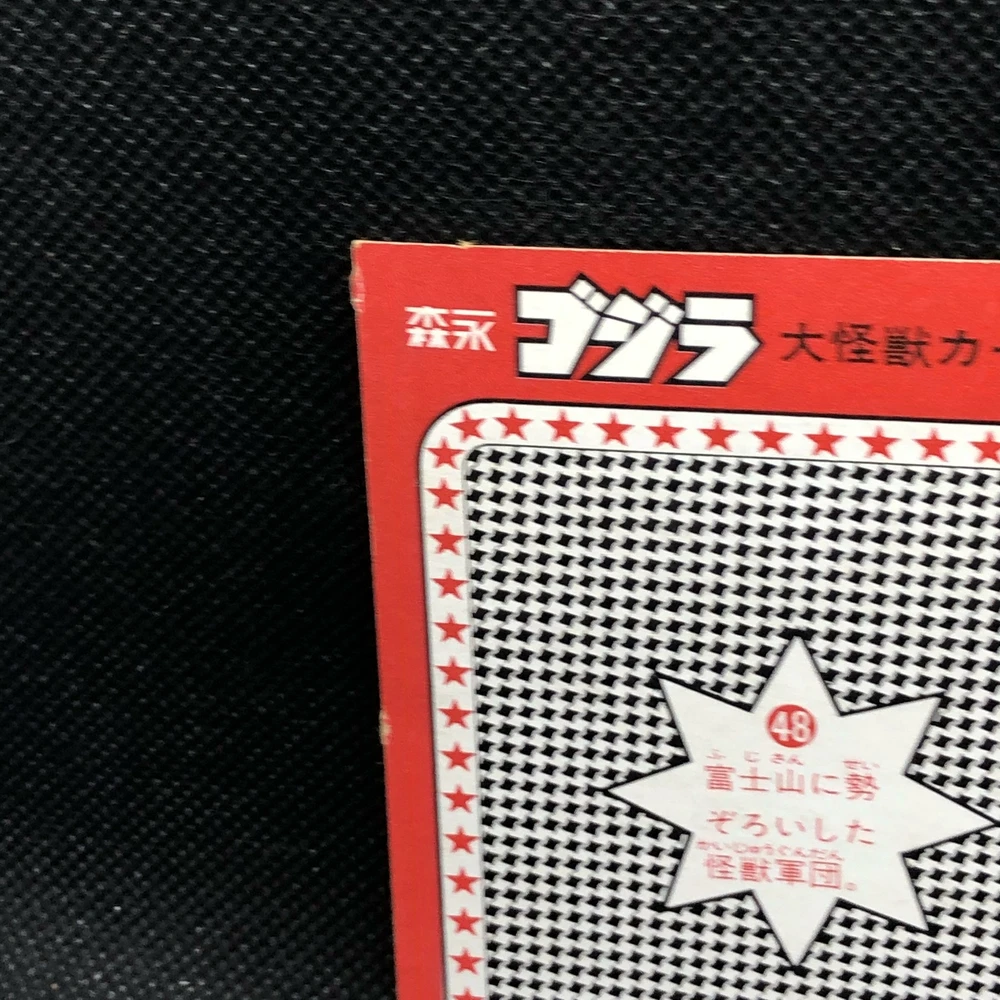 森永 ゴジラ 大怪獣カー
48
ふじさん せい
富士山に勢
ぞろいした
かいじゅうぐんだん
怪獣軍団。